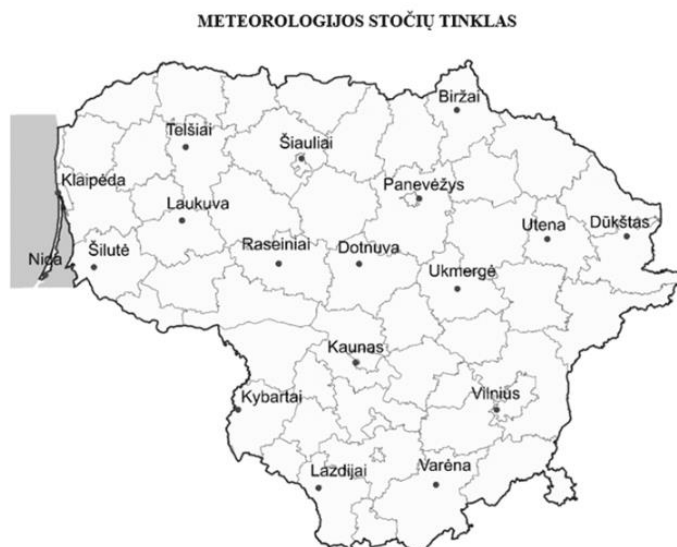 METEOROLOGIJOS STOČIŲ TINKLAS
Biržai
Telšiai
Šiauliai
Klaipėda
Panevėžys
Laukuva
Utena
Dūkštas
Nida
Šilutė
Raseiniai
Dotnuva
Ukmergė
Kaunas
Kybartai
Vilnius
Lazdijai
Varėna